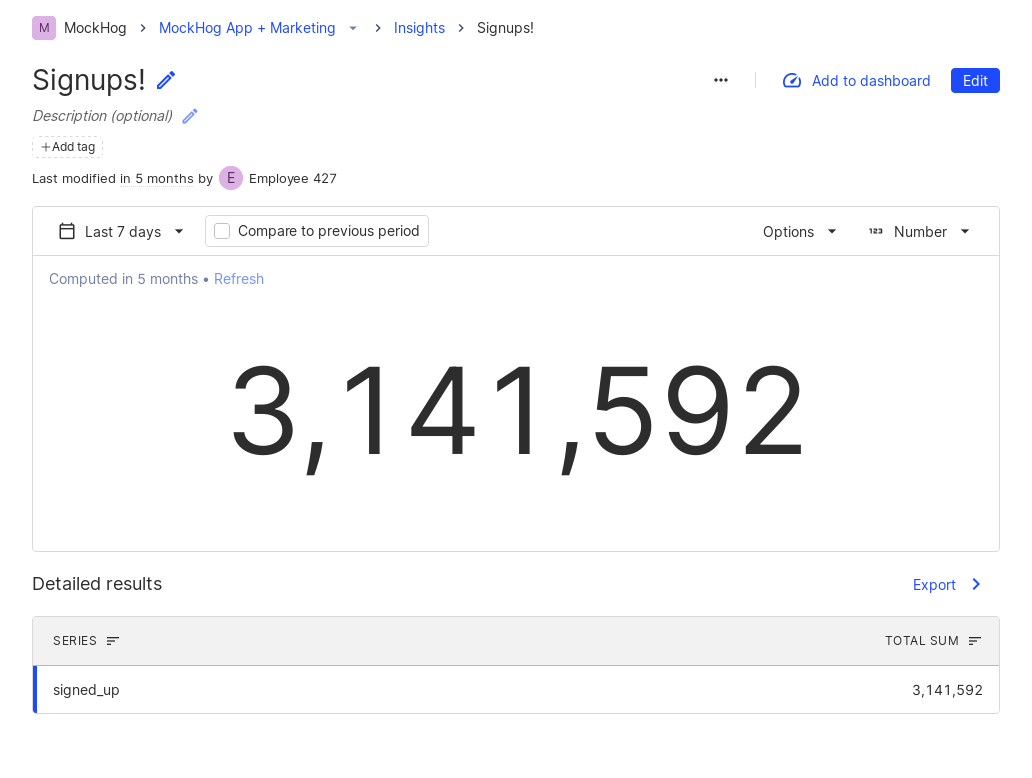 M MockHog MockHog App + Marketing Insights Signups!
Signups!
Add to dashboard Edit
Description (optional)
Add tag
Last modified in 5 months by E Employee 427
Last 7 days Compare to previous period Options 123 Number
Computed in 5 months • Refresh
3,141,592
Detailed results Export
SERIES TOTAL SUM
signed_up 3,141,592